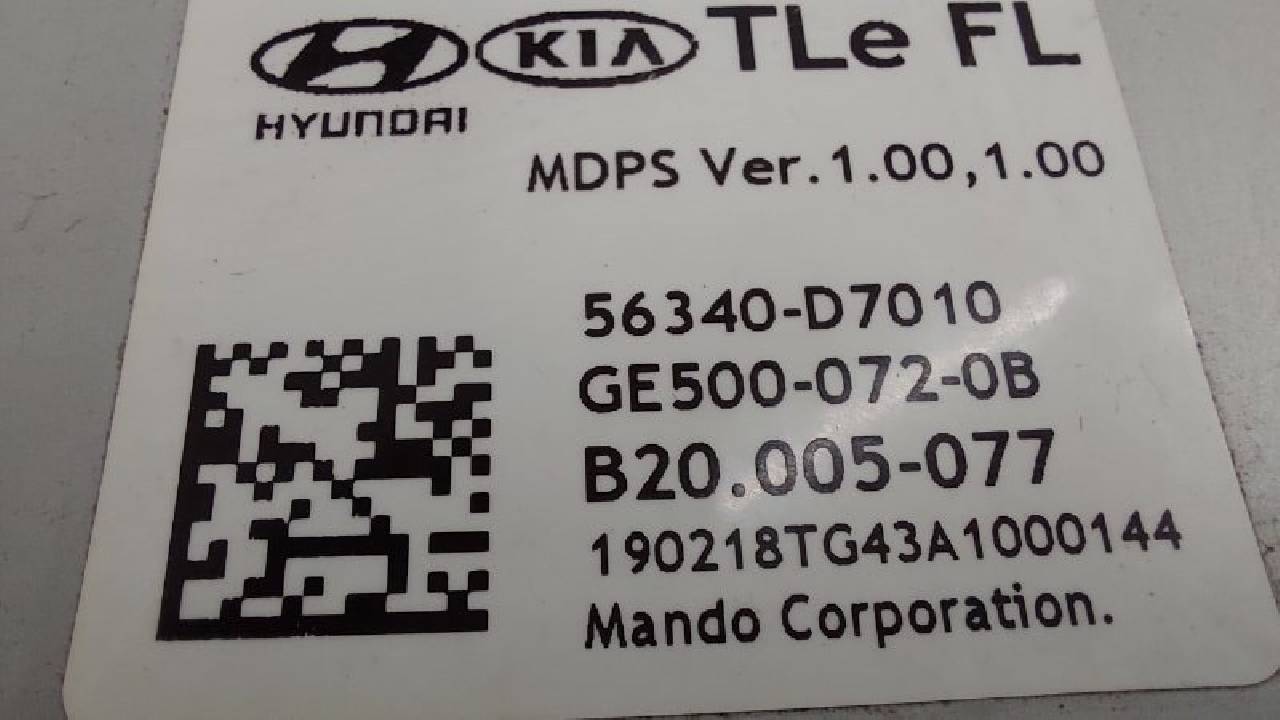 HYUNDAI KIA TLe FL
MDPS Ver.1.00,1.00
56340-D7010
GE500-072-0B
B20.005-077
190218TG43A1000144
Mando Corporation.